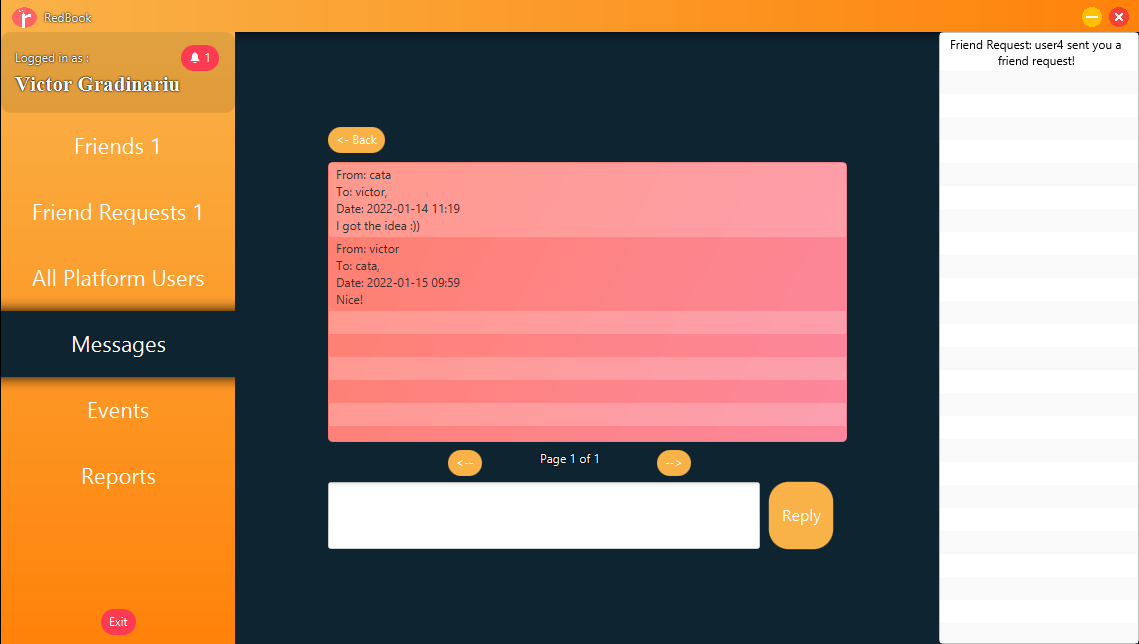 RedBook
Logged in as :
1
Victor Gradinariu
Friends 1
Friend Requests 1
All Platform Users
Messages
Events
Reports
Exit
<- Back
From: cata
To: victor,
Date: 2022-01-14 11:19
I got the idea :))
From: victor
To: cata,
Date: 2022-01-15 09:59
Nice!
<--
Page 1 of 1
-->
Reply
Friend Request: user4 sent you a
friend request!